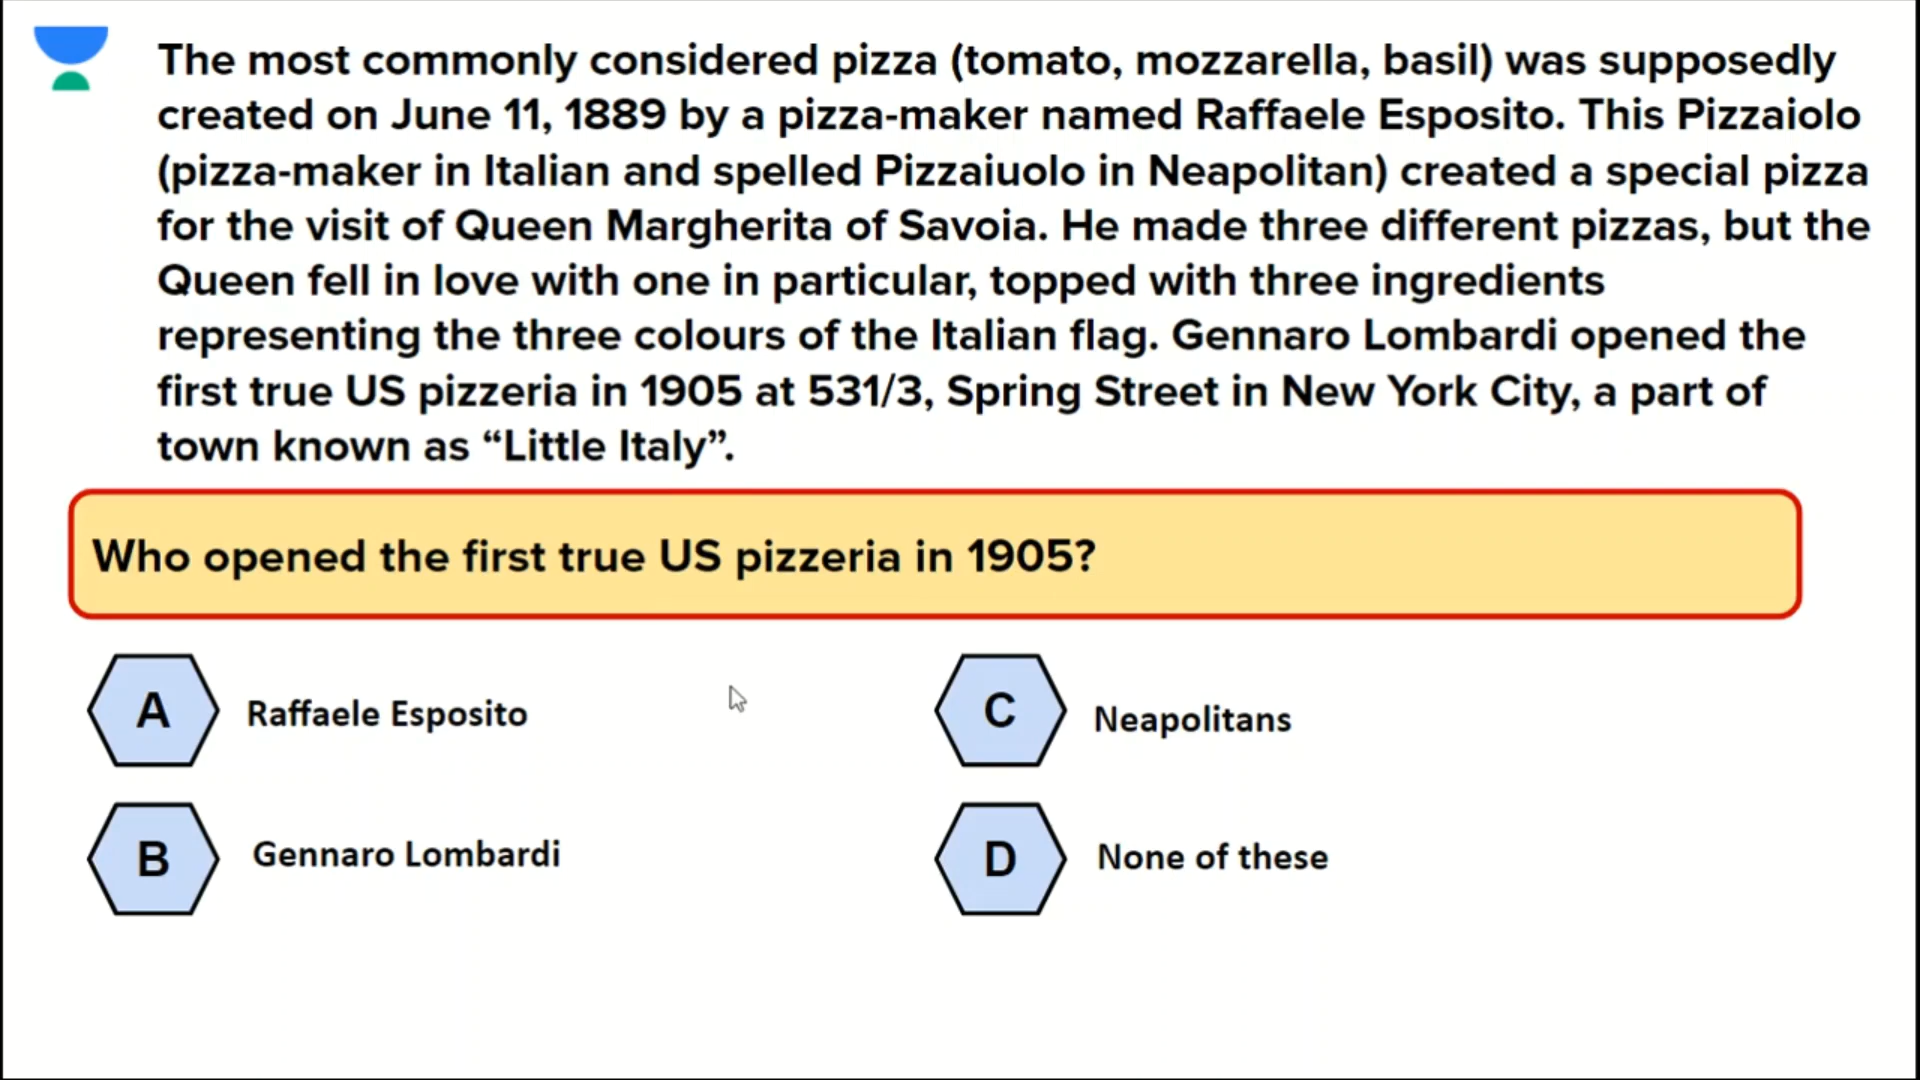 The most commonly considered pizza (tomato, mozzarella, basil) was supposedly
created on June 11, 1889 by a pizza-maker named Raffaele Esposito. This Pizzaiolo
(pizza-maker in Italian and spelled Pizzaiuolo in Neapolitan) created a special pizza
for the visit of Queen Margherita of Savoia. He made three different pizzas, but the
Queen fell in love with one in particular, topped with three ingredients
representing the three colours of the Italian flag. Gennaro Lombardi opened the
first true US pizzeria in 1905 at 531/3, Spring Street in New York City, a part of
town known as “Little Italy”.
Who opened the first true US pizzeria in 1905?
A Raffaele Esposito
B Gennaro Lombardi
C Neapolitans
D None of these